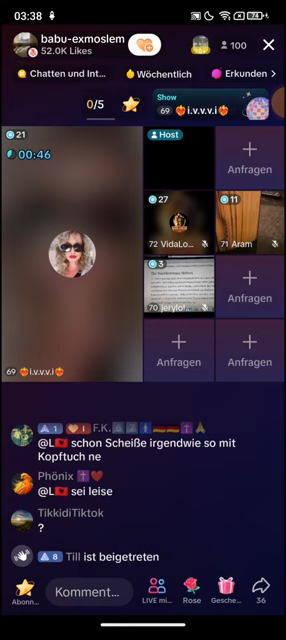 03:38
74
babu-exmoslem
52.0K Likes
100
Chatten und Int...
Wöchentlich
Erkunden
0/5
Show
69 i.v.v.v.i
21
00:46
Host
Anfragen
27
11
72 VidaLo...
71 Aram
3
Anfragen
70 jerylo!..
69 i.v.v.v.i
Anfragen
Anfragen
1 i F.K.
@L schon Scheiße irgendwie so mit
Kopftuch ne
Phönix
@L sei leise
TikkidiTiktok
?
8 Till ist beigetreten
Abonn...
Komment...
LIVE mi...
Rose
Gesche...
36